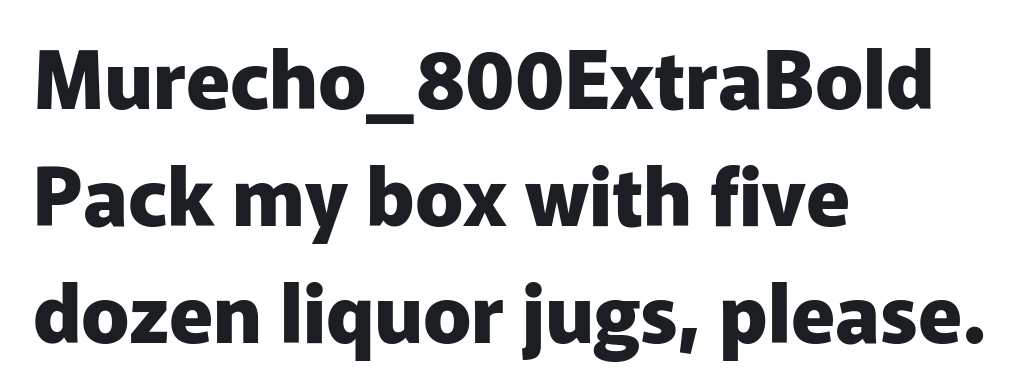 Murecho_800ExtraBold
Pack my box with five
dozen liquor jugs, please.